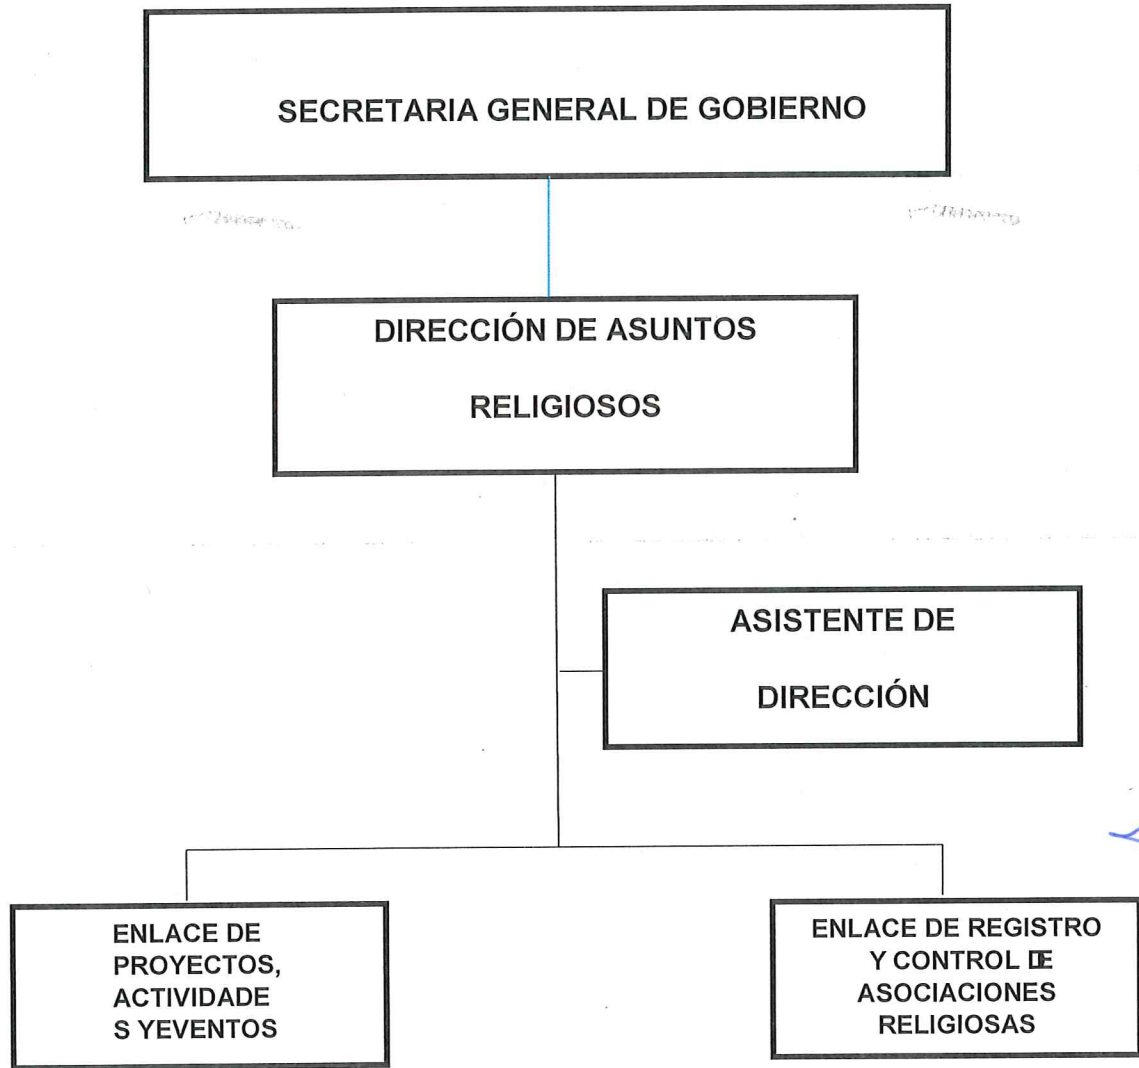 SECRETARIA GENERAL DE GOBIERNO
DIRECCIÓN DE ASUNTOS
RELIGIOSOS
ASISTENTE DE
DIRECCIÓN
ENLACE DE
PROYECTOS,
ACTIVIDADE
S YEVENTOS
ENLACE DE REGISTRO
Y CONTROL DE
ASOCIACIONES
RELIGIOSAS